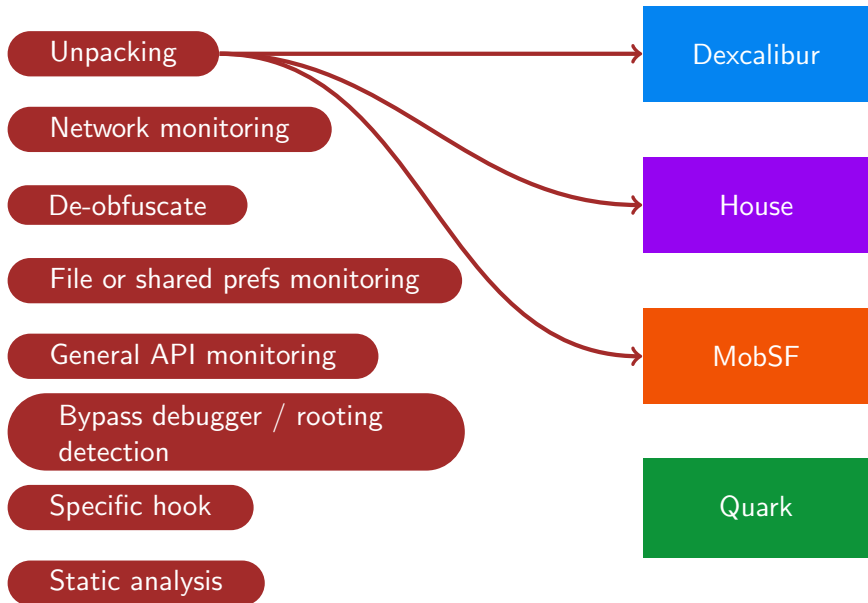 Unpacking
Network monitoring
De-obfuscate
File or shared prefs monitoring
General API monitoring
Bypass debugger / rooting
detection
Specific hook
Static analysis
Dexcalibur
House
MobSF
Quark